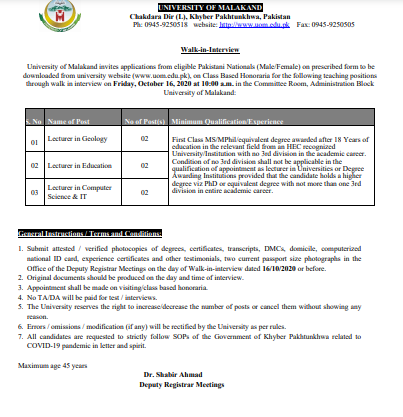 UNIVERSITY OF MALAKAND
Chakdara Dir (L), Khyber Pakhtunkhwa, Pakistan
Ph: 0945-9250518 website: http://www.uom.edu.pk Fax: 0945-9250505
Walk-in-Interview
University of Malakand invites applications from eligible Pakistani Nationals (Male/Female) on prescribed form to be
downloaded from university website (www.uom.edu.pk), on Class Based Honoraria for the following teaching positions
through walk in interview on Friday, October 16, 2020 at 10:00 a.m. in the Committee Room, Administration Block
University of Malakand:
S. No Name of Post No of Post(s) Minimum Qualification/Experience
01 Lecturer in Geology 02
02 Lecturer in Education 02
03 Lecturer in Computer Science & IT 02
First Class MS/MPhil/equivalent degree awarded after 18 Years of
education in the relevant field from an HEC recognized
University/Institution with no 3rd division in the academic career.
Condition of no 3rd division shall not be applicable in the
qualification of appointment as lecturer in Universities or Degree
Awarding Institutions provided that the candidate holds a higher
degree viz PhD or equivalent degree with not more than one 3rd
division in entire academic career.
General Instructions / Terms and Conditions:
1. Submit attested / verified photocopies of degrees, certificates, transcripts, DMCs, domicile, computerized
national ID card, experience certificates and other testimonials, two current passport size photographs in the
Office of the Deputy Registrar Meetings on the day of Walk-in-interview dated 16/10/2020 or before.
2. Original documents should be produced on the day and time of interview.
3. Appointment shall be made on visiting/class based honoraria.
4. No TA/DA will be paid for test / interviews.
5. The University reserves the right to increase/decrease the number of posts or cancel them without showing any
reason.
6. Errors / omissions / modification (if any) will be rectified by the University as per rules.
7. All candidates are requested to strictly follow SOPs of the Government of Khyber Pakhtunkhwa related to
COVID-19 pandemic in letter and spirit.
Maximum age 45 years
Dr. Shabir Ahmad
Deputy Registrar Meetings